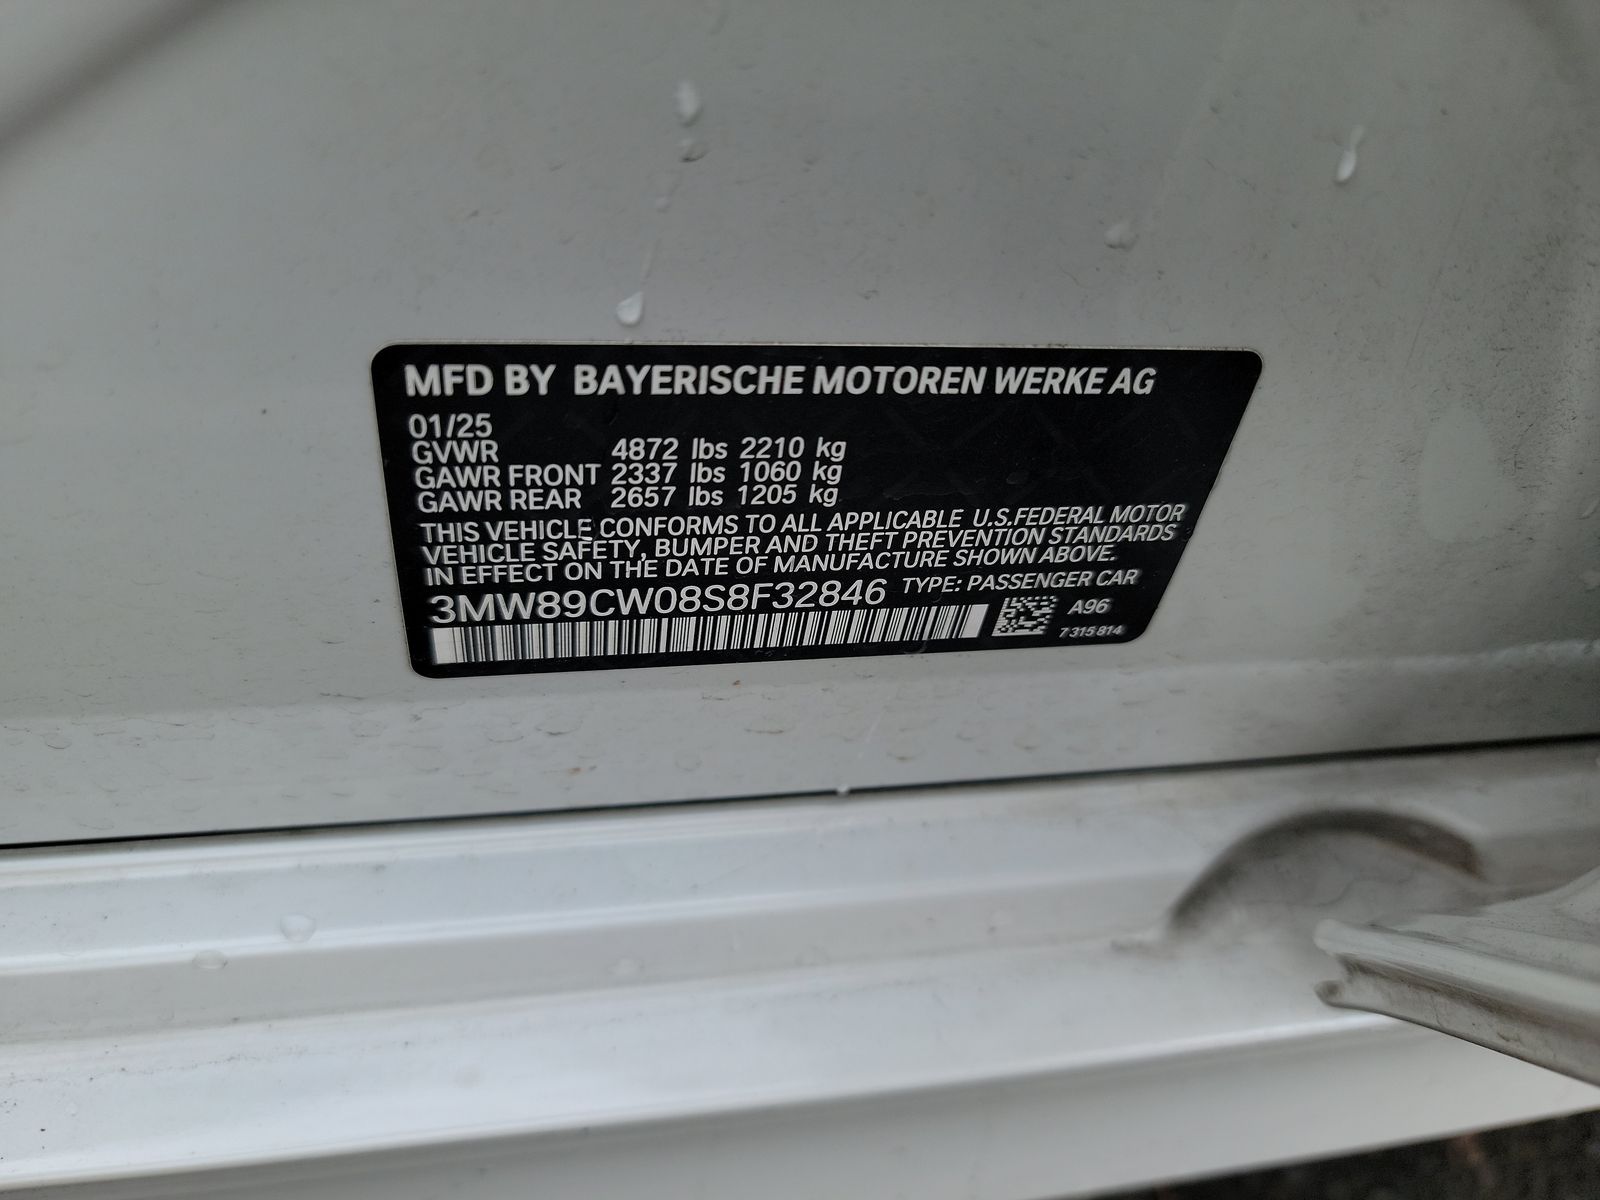 MFD BY BAYERISCHE MOTOREN WERKE AG
01/25
GVWR 4872 lbs 2210 kg
GAWR FRONT 2337 lbs 1060 kg
GAWR REAR 2657 lbs 1205 kg
THIS VEHICLE CONFORMS TO ALL APPLICABLE U.S.FEDERAL MOTOR
VEHICLE SAFETY, BUMPER AND THEFT PREVENTION STANDARDS
IN EFFECT ON THE DATE OF MANUFACTURE SHOWN ABOVE.
3MW89CW08S8F32846 TYPE: PASSENGER CAR
A96
7 315 814